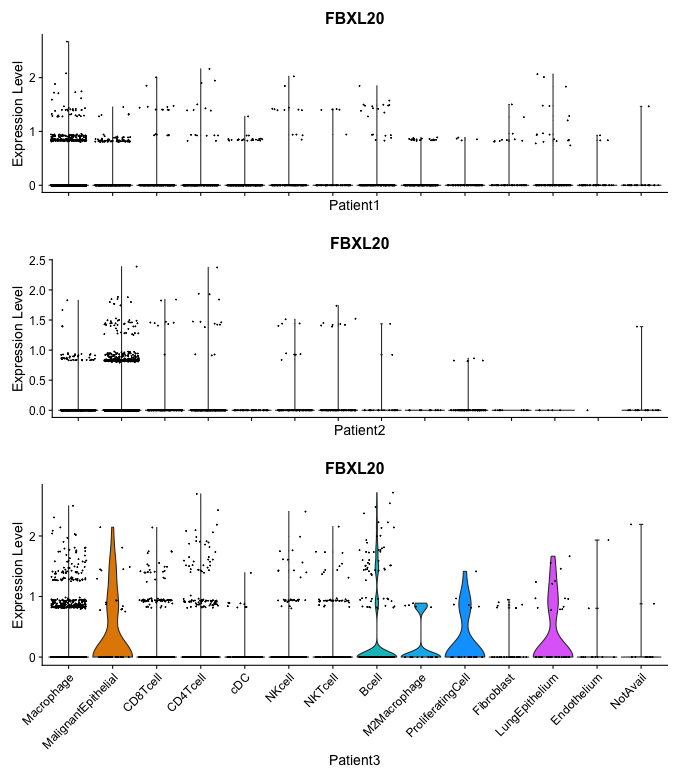 FBXL20
Expression Level
2
1
0
Patient1
FBXL20
Expression Level
2.5
2.0
1.5
1.0
0.5
0.0
Patient2
FBXL20
Expression Level
2
1
0
Macrophage
MalignantEpithelial
CD8Tcell
CD4Tcell
cDC
NKcell
NKTcell
Bcell
M2Macrophage
ProliferatingCell
Fibroblast
LungEpithelium
Endothelium
NotAvail
Patient3